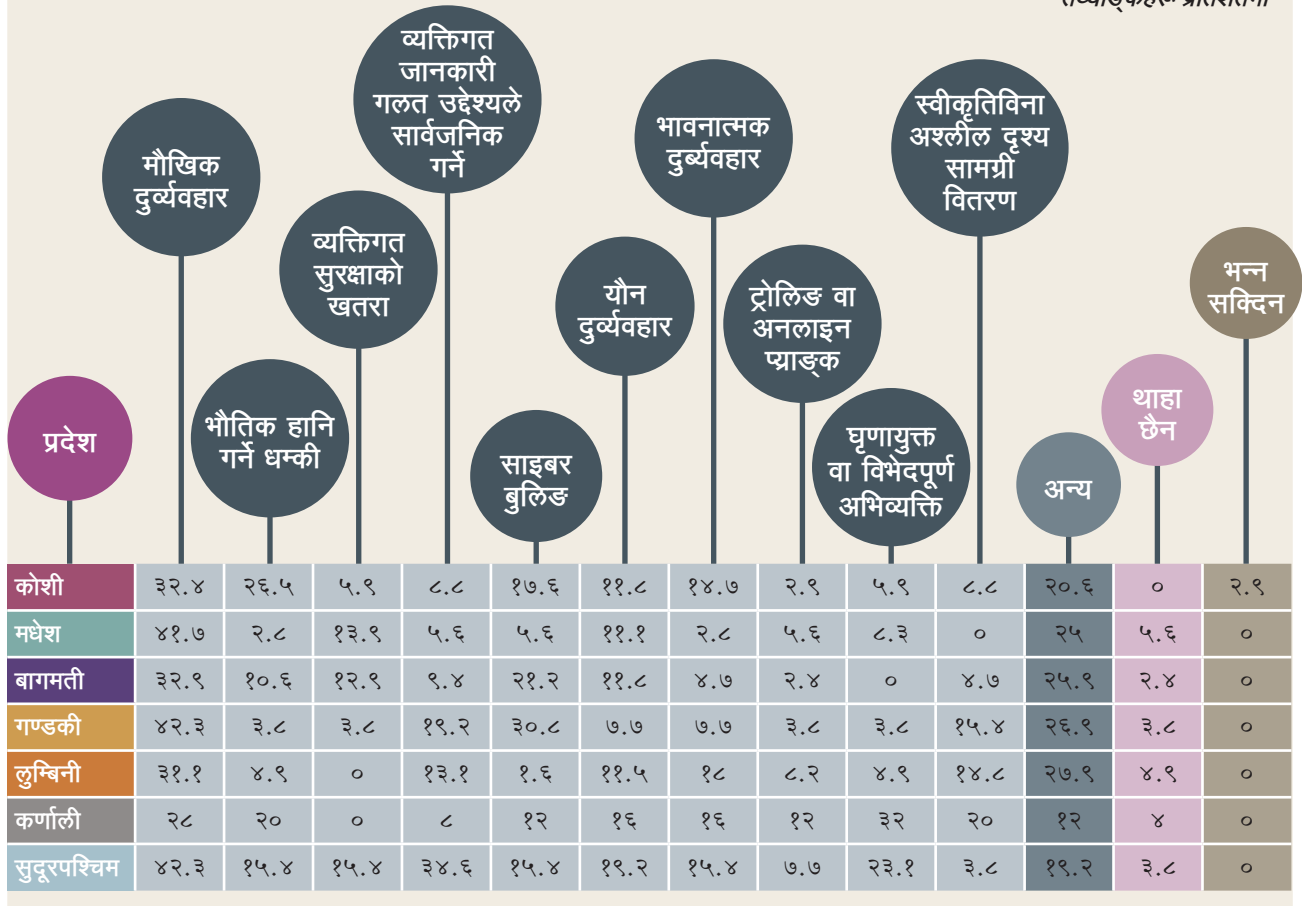 तथ्याङ्कहरू प्रतिशतमा
व्यक्तिगत
जानकारी
गलत उद्देश्यले
सार्वजनिक
गर्ने
मौखिक
दुर्व्यवहार
भावनात्मक
दुर्ब्यवहार
स्वीकृतिविना
अश्लील दृश्य
सामग्री
वितरण
व्यक्तिगत
सुरक्षाको
खतरा
यौन
दुर्व्यवहार
ट्रोलिङ वा
अनलाइन
प्याङ्क
भन्न
सक्दिन
प्रदेश
भौतिक हानि
गर्ने धम्की
साइबर
बुलिङ
घृणायुक्त
वा विभेदपूर्ण
अभिव्यक्ति
अन्य
थाहा
छैन
कोशी ३२.४ २६.५ ५.९ ८.८ १७.६ ११.८ १४.७ २.९ ५.९ ८.८ २०.६ ० २.९
मधेश ४१.७ २.८ १३.९ ५.६ ५.६ ११.१ २.८ ५.६ ८.३ ० २५ ५.६ ०
बागमती ३२.९ १०.६ १२.९ ९.४ २१.२ ११.८ ४.७ २.४ ० ४.७ २५.९ २.४ ०
गण्डकी ४२.३ ३.८ ३.८ १९.२ ३०.८ ७.७ ७.७ ३.८ ३.८ १५.४ २६.९ ३.८ ०
लुम्बिनी ३१.१ ४.९ ० १३.१ १.६ ११.५ १८ ८.२ ४.९ १४.८ २७.९ ४.९ ०
कर्णाली २८ २० ० ८ १२ १६ १६ १२ ३२ २० १२ ४ ०
सुदूरपश्चिम ४२.३ १५.४ १५.४ ३४.६ १५.४ १९.२ १५.४ ७.७ २३.१ ३.८ १९.२ ३.८ ०